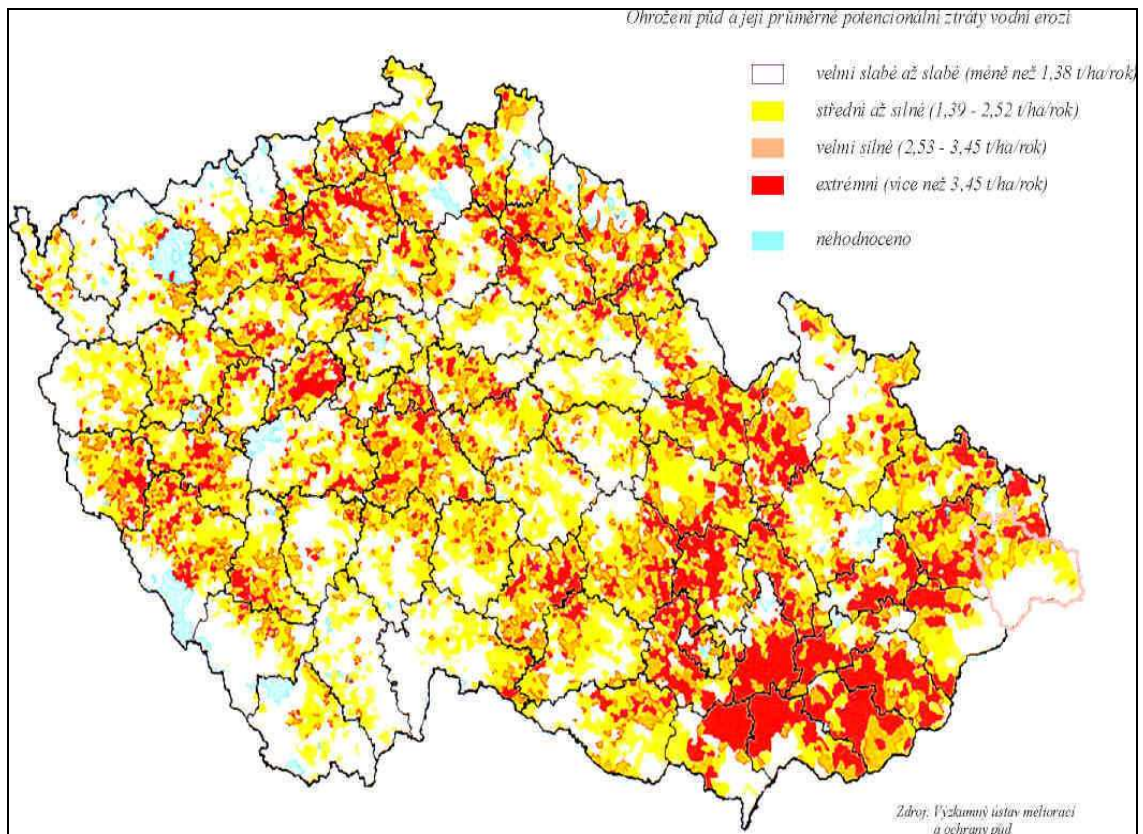 Ohrožení půd a její průměrné potencionální ztráty vodní erozi
velmi slabé až slabé (méně než 1,38 t/ha/rok)
střední až silné (1,39 - 2,52 t/ha/rok)
velmi silné (2,53 - 3,45 t/ha/rok)
extrémní (více než 3,45 t/ha/rok)
nehodnoceno
Zdroj: Výzkumný ústav meliorací
a ochrany půd